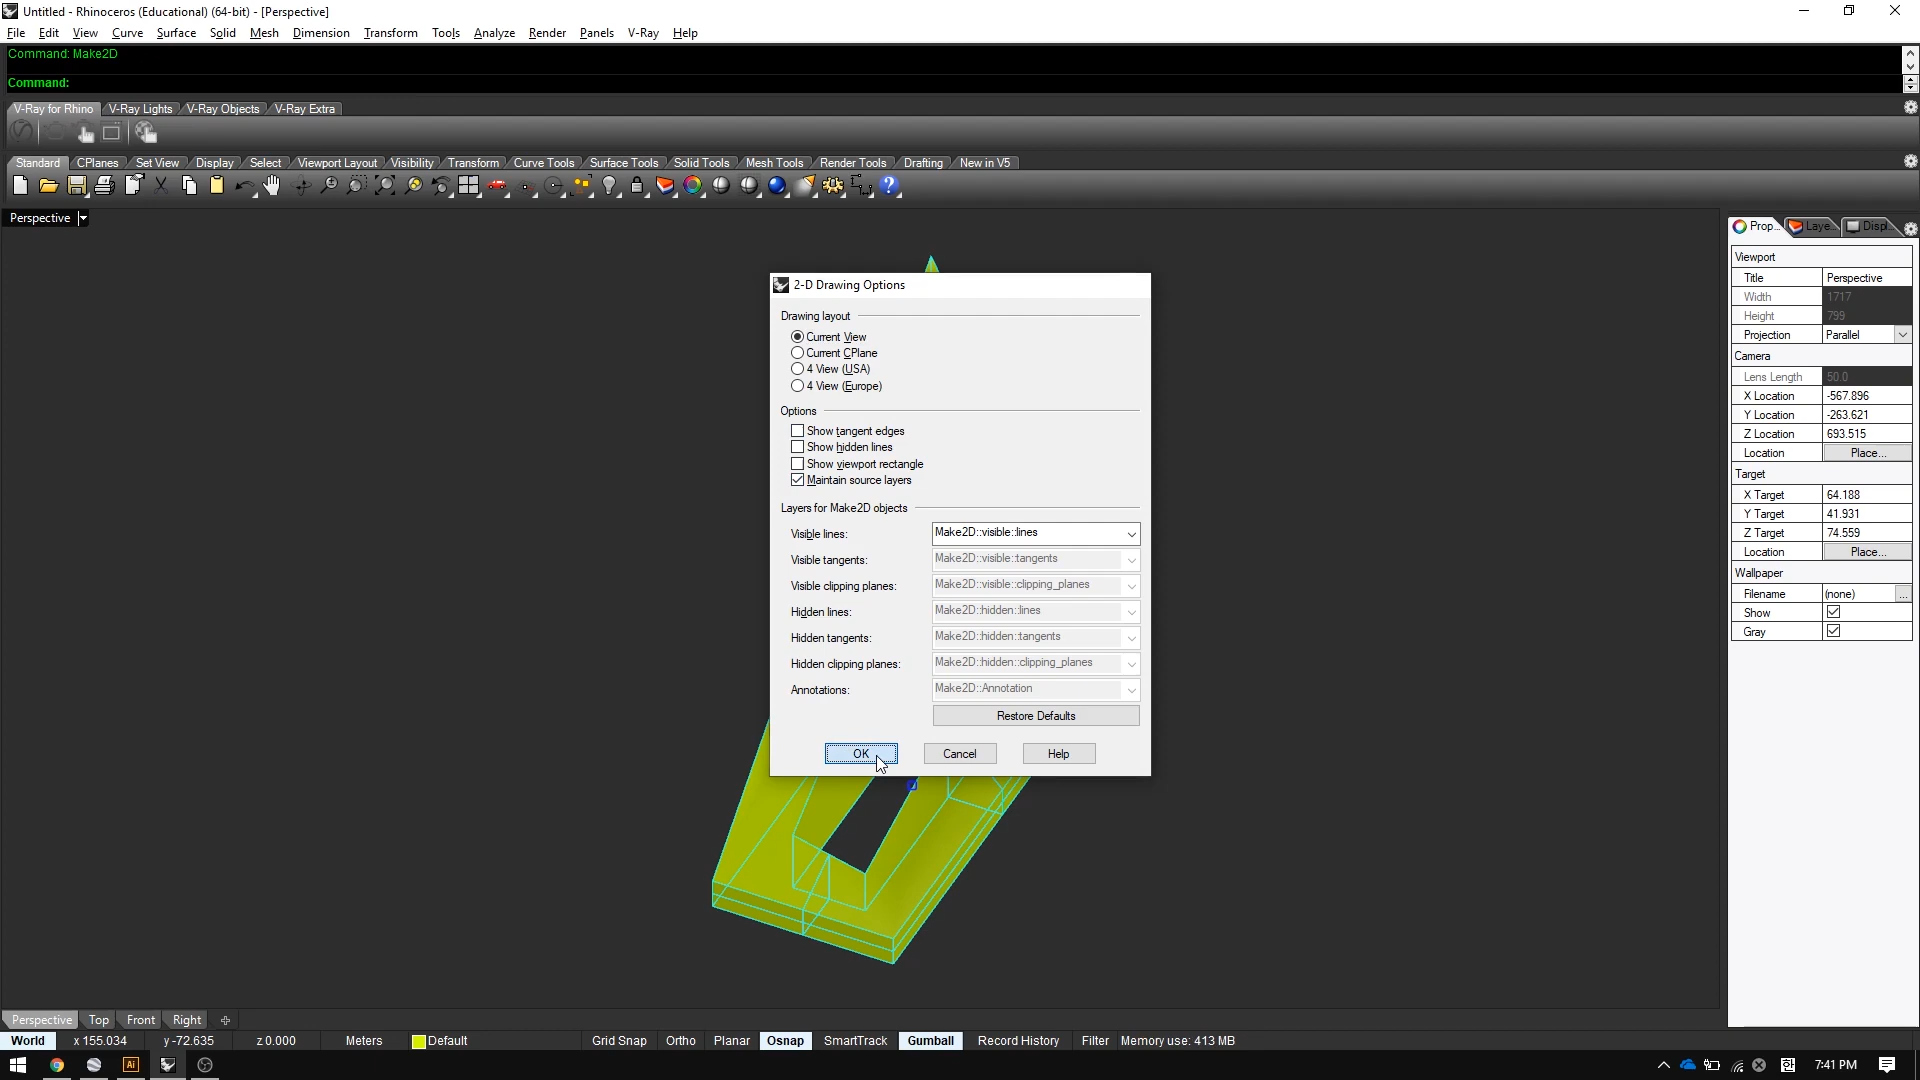 Untitled - Rhinoceros (Educational) (64-bit) - [Perspective]
File Edit View Curve Surface Solid Mesh Dimension Transform Tools Analyze Render Panels V-Ray Help
Command: Make2D
Command:
V-Ray for Rhino V-Ray Lights V-Ray Objects V-Ray Extra
Standard CPlanes Set View Display Select Viewport Layout Visibility Transform Curve Tools Surface Tools Solid Tools Mesh Tools Render Tools Drafting New in V5
Perspective
Prop... Laye... Displ...
Viewport
Title Perspective
Width 1717
Height 799
Projection Parallel
Camera
Lens Length 50.0
X Location -567.896
Y Location -263.621
Z Location 693.515
Location Place...
Target
X Target 64.188
Y Target 41.931
Z Target 74.559
Location Place...
Wallpaper
Filename (none) ...
Show
Gray
2-D Drawing Options
Drawing layout
Current View
Current CPlane
4 View (USA)
4 View (Europe)
Options
Show tangent edges
Show hidden lines
Show viewport rectangle
Maintain source layers
Layers for Make2D objects
Visible lines: Make2D::visible::lines
Visible tangents: Make2D::visible::tangents
Visible clipping planes: Make2D::visible::clipping_planes
Hidden lines: Make2D::hidden::lines
Hidden tangents: Make2D::hidden::tangents
Hidden clipping planes: Make2D::hidden::clipping_planes
Annotations: Make2D::Annotation
Restore Defaults
OK Cancel Help
Perspective Top Front Right
World x 155.034 y -72.635 z 0.000 Meters Default Grid Snap Ortho Planar Osnap SmartTrack Gumball Record History Filter Memory use: 413 MB
Ai 7:41 PM